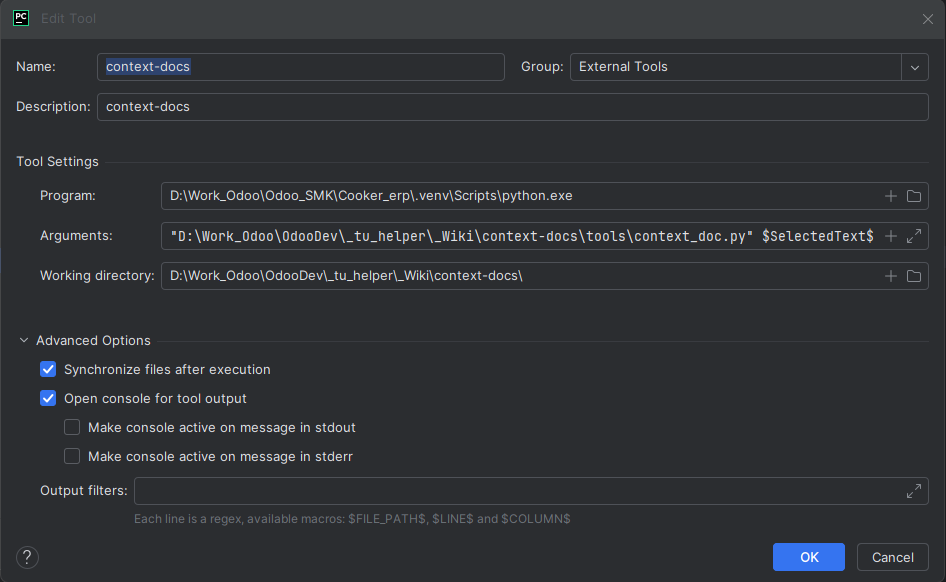 PC Edit Tool
Name: context-docs Group: External Tools
Description: context-docs
Tool Settings
Program: D:\Work_Odoo\Odoo_SMK\Cooker_erp\.venv\Scripts\python.exe
Arguments: "D:\Work_Odoo\OdooDev\_tu_helper\_Wiki\context-docs\tools\context_doc.py" $SelectedText$
Working directory: D:\Work_Odoo\OdooDev\_tu_helper\_Wiki\context-docs\
Advanced Options
Synchronize files after execution
Open console for tool output
Make console active on message in stdout
Make console active on message in stderr
Output filters:
Each line is a regex, available macros: $FILE_PATH$, $LINE$ and $COLUMN$
? OK Cancel